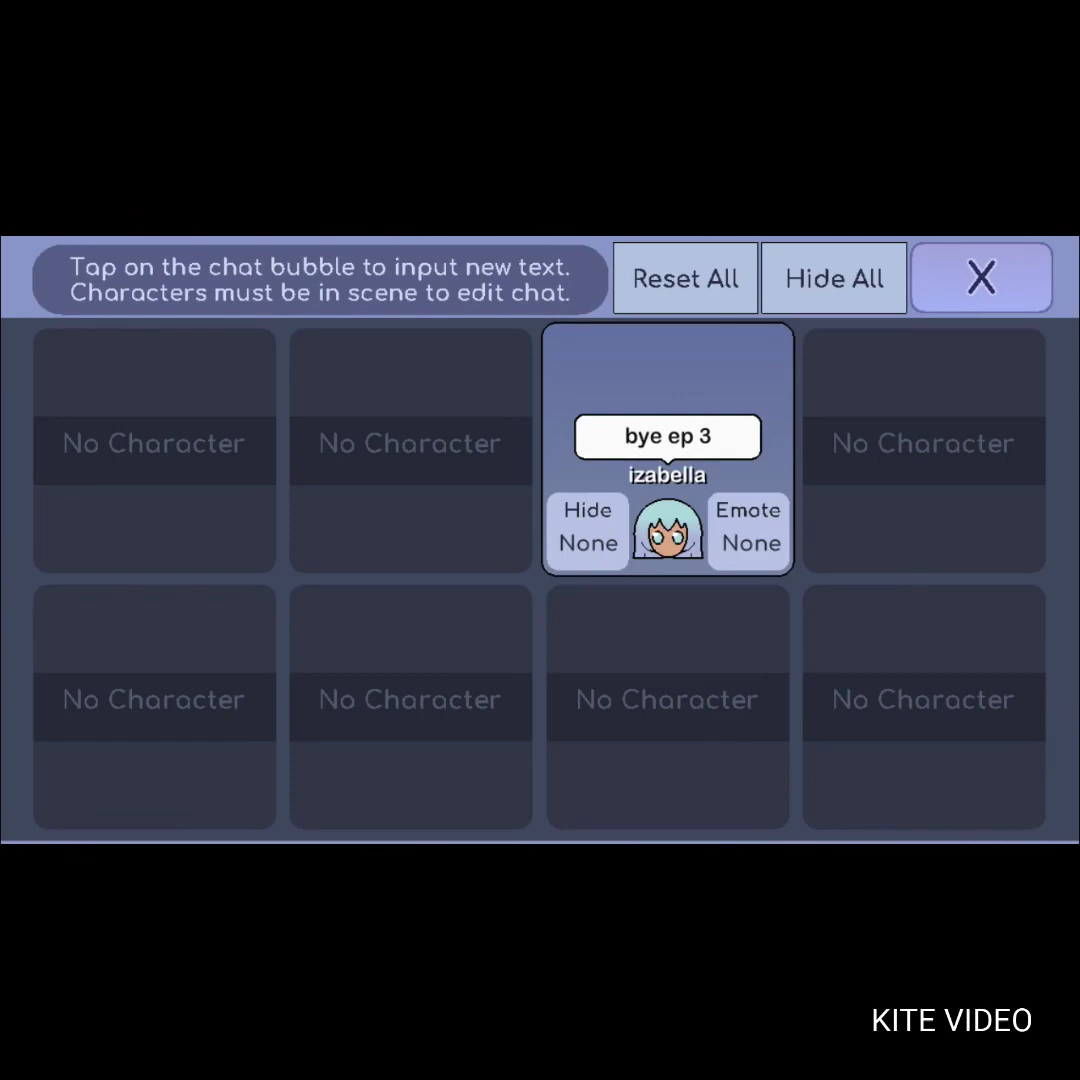 Tap on the chat bubble to input new text.
Characters must be in scene to edit chat.
Reset All
Hide All
X
No Character
No Character
bye ep 3
izabella
Hide
None
Emote
None
No Character
No Character
No Character
No Character
No Character
KITE VIDEO